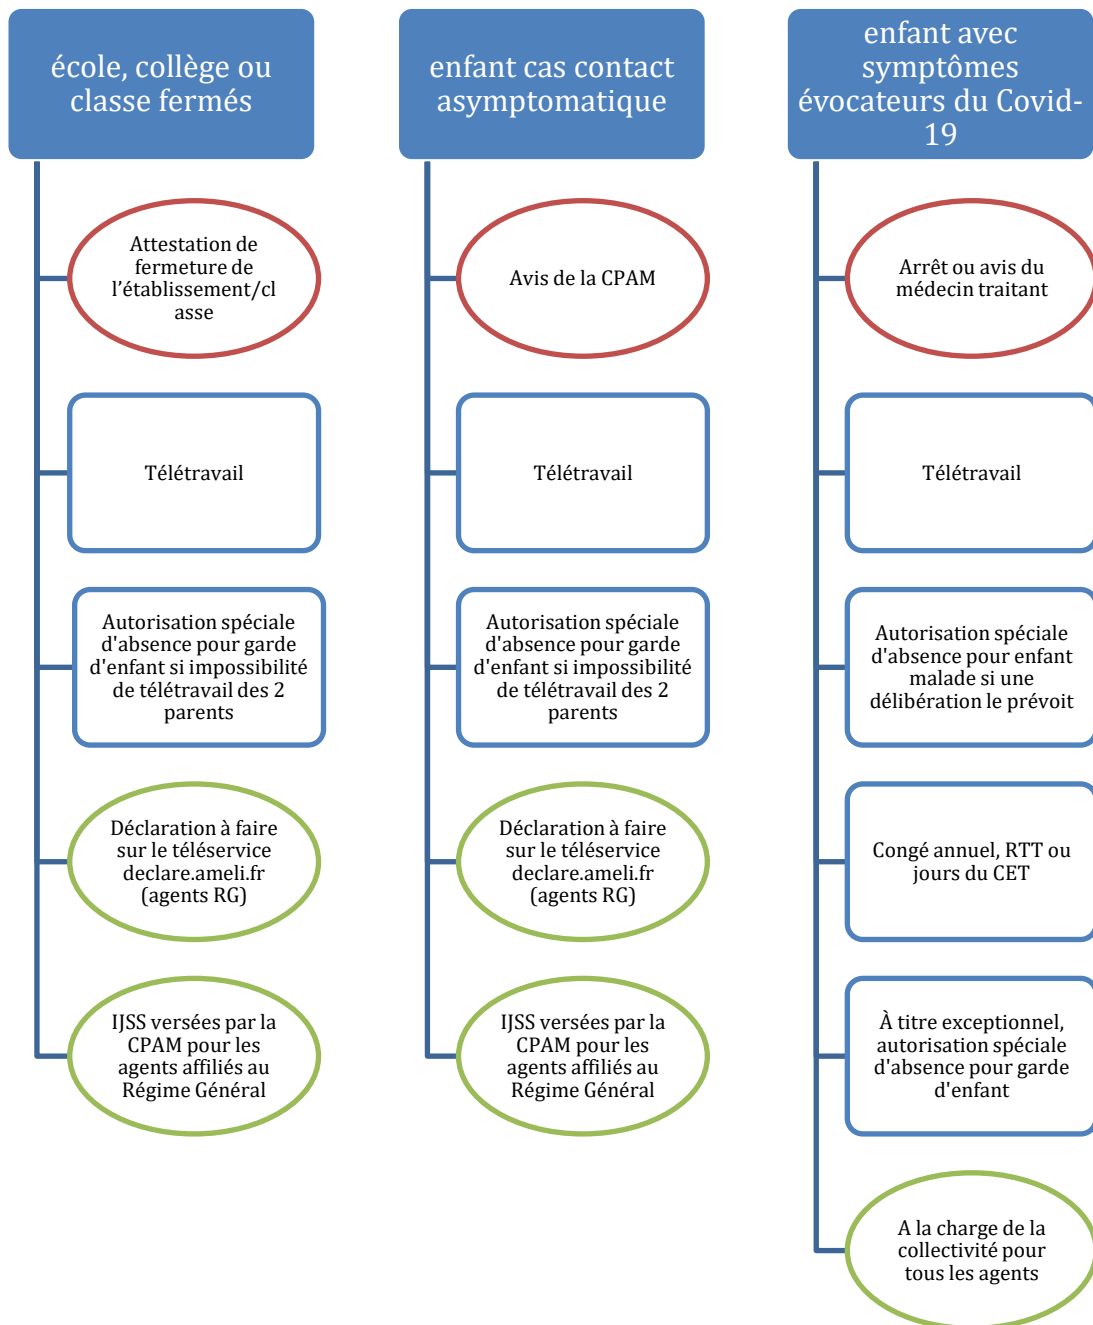 école, collège ou
classe fermés
Attestation de
fermeture de
l'établissement/cl
asse
Télétravail
Autorisation spéciale
d'absence pour garde
d'enfant si impossibilité
de télétravail des 2
parents
Déclaration à faire
sur le téléservice
declare.ameli.fr
(agents RG)
IJSS versées par la
CPAM pour les
agents affiliés au
Régime Général
enfant cas contact
asymptomatique
Avis de la CPAM
Télétravail
Autorisation spéciale
d'absence pour garde
d'enfant si impossibilité
de télétravail des 2
parents
Déclaration à faire
sur le téléservice
declare.ameli.fr
(agents RG)
IJSS versées par la
CPAM pour les
agents affiliés au
Régime Général
enfant avec
symptômes
évocateurs du Covid-
19
Arrêt ou avis du
médecin traitant
Télétravail
Autorisation spéciale
d'absence pour enfant
malade si une
délibération le prévoit
Congé annuel, RTT ou
jours du CET
À titre exceptionnel,
autorisation spéciale
d'absence pour garde
d'enfant
A la charge de la
collectivité pour
tous les agents